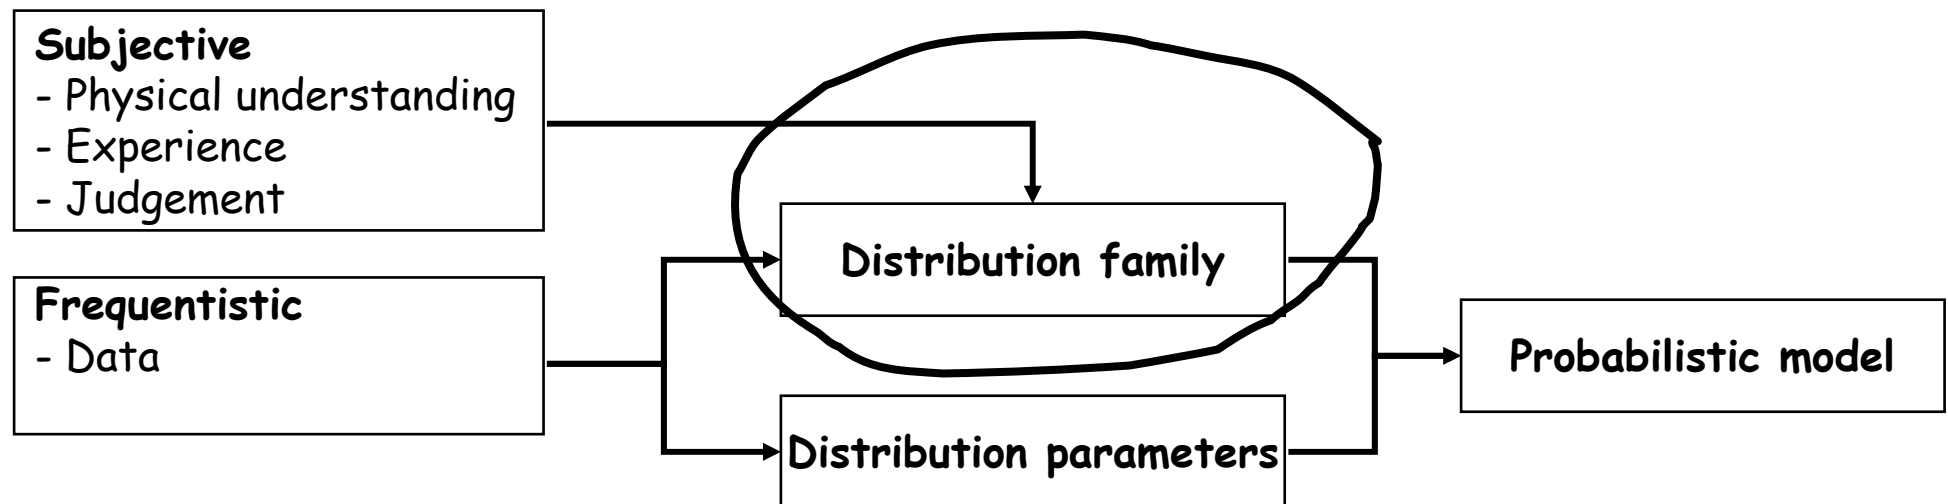 Subjective
- Physical understanding
- Experience
- Judgement
Distribution family
Frequentistic
- Data
Probabilistic model
Distribution parameters